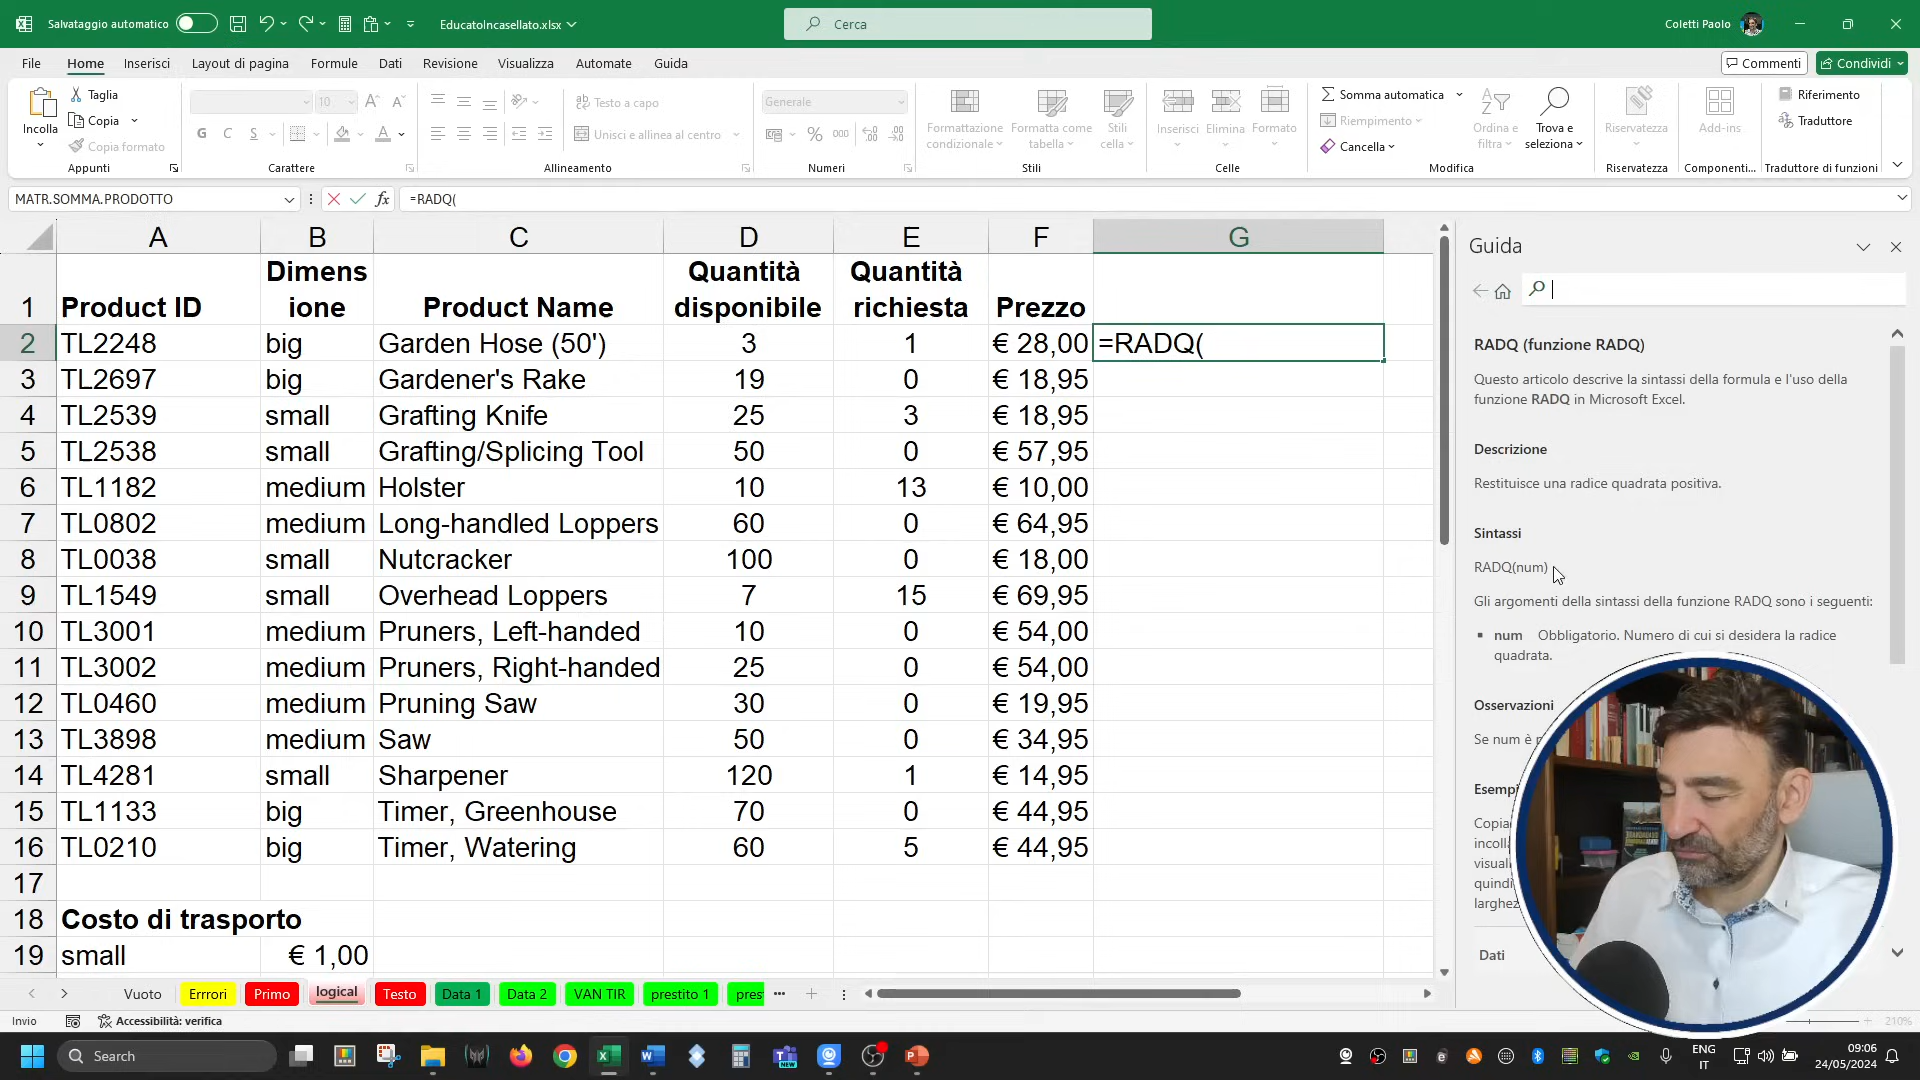 Salvataggio automatico
EducatoIncasellato.xlsx
Cerca
Coletti Paolo
File Home Inserisci Layout di pagina Formule Dati Revisione Visualizza Automate Guida
Commenti Condividi
Incolla
Taglia
Copia
Copia formato
Appunti
10
G C S
Carattere
Testo a capo
Unisci e allinea al centro
Allineamento
Generale
% 000
Numeri
Formattazione condizionale
Formatta come tabella
Stili cella
Stili
Inserisci Elimina Formato
Celle
Somma automatica
Riempimento
Cancella
Ordina e filtra
Trova e seleziona
Modifica
Riservatezza
Riservatezza
Add-ins
Componenti...
Riferimento
Traduttore
Traduttore di funzioni
MATR.SOMMA.PRODOTTO
fx
=RADQ(
A B C D E F G
1 Product ID Dimensione Product Name Quantità disponibile Quantità richiesta Prezzo
2 TL2248 big Garden Hose (50') 3 1 € 28,00 =RADQ(
3 TL2697 big Gardener's Rake 19 0 € 18,95
4 TL2539 small Grafting Knife 25 3 € 18,95
5 TL2538 small Grafting/Splicing Tool 50 0 € 57,95
6 TL1182 medium Holster 10 13 € 10,00
7 TL0802 medium Long-handled Loppers 60 0 € 64,95
8 TL0038 small Nutcracker 100 0 € 18,00
9 TL1549 small Overhead Loppers 7 15 € 69,95
10 TL3001 medium Pruners, Left-handed 10 0 € 54,00
11 TL3002 medium Pruners, Right-handed 25 0 € 54,00
12 TL0460 medium Pruning Saw 30 0 € 19,95
13 TL3898 medium Saw 50 0 € 34,95
14 TL4281 small Sharpener 120 1 € 14,95
15 TL1133 big Timer, Greenhouse 70 0 € 44,95
16 TL0210 big Timer, Watering 60 5 € 44,95
17
18 Costo di trasporto
19 small € 1,00
Guida
RADQ (funzione RADQ)
Questo articolo descrive la sintassi della formula e l'uso della
funzione RADQ in Microsoft Excel.
Descrizione
Restituisce una radice quadrata positiva.
Sintassi
RADQ(num)
Gli argomenti della sintassi della funzione RADQ sono i seguenti:
num Obbligatorio. Numero di cui si desidera la radice
quadrata.
Osservazioni
Se num è
Esempi
Copia
incoll
visual
quindi
larghez
Dati
Vuoto Errrori Primo logical Testo Data 1 Data 2 VAN TIR prestito 1 pres
Invio
Accessibilità: verifica
210%
Search
ENG
IT
09:06
24/05/2024